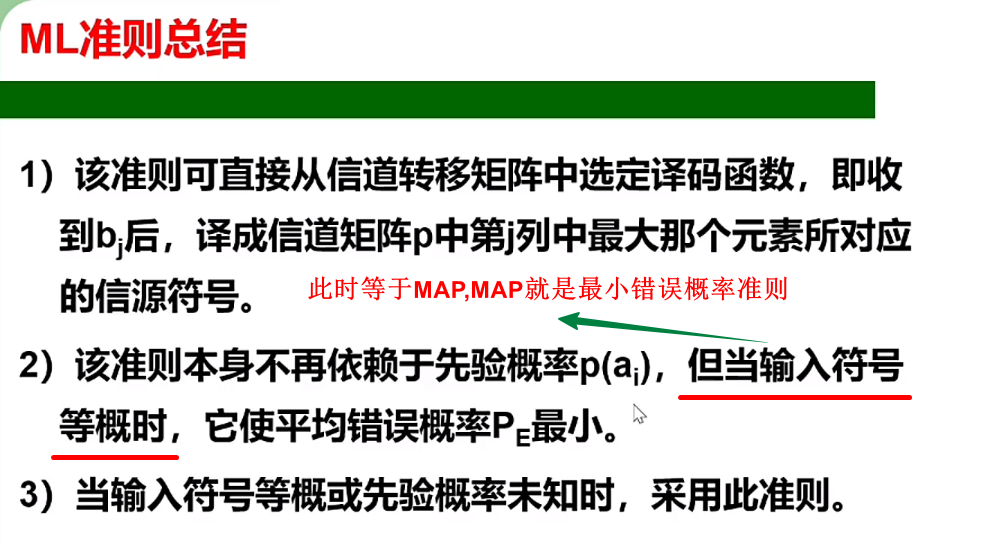 ML准则总结
1）该准则可直接从信道转移矩阵中选定译码函数，即收
到bj后，译成信道矩阵p中第j列中最大那个元素所对应
的信源符号。
此时等于MAP,MAP就是最小错误概率准则
2）该准则本身不再依赖于先验概率p(ai)，但当输入符号
等概时，它使平均错误概率PE最小。
3）当输入符号等概或先验概率未知时，采用此准则。